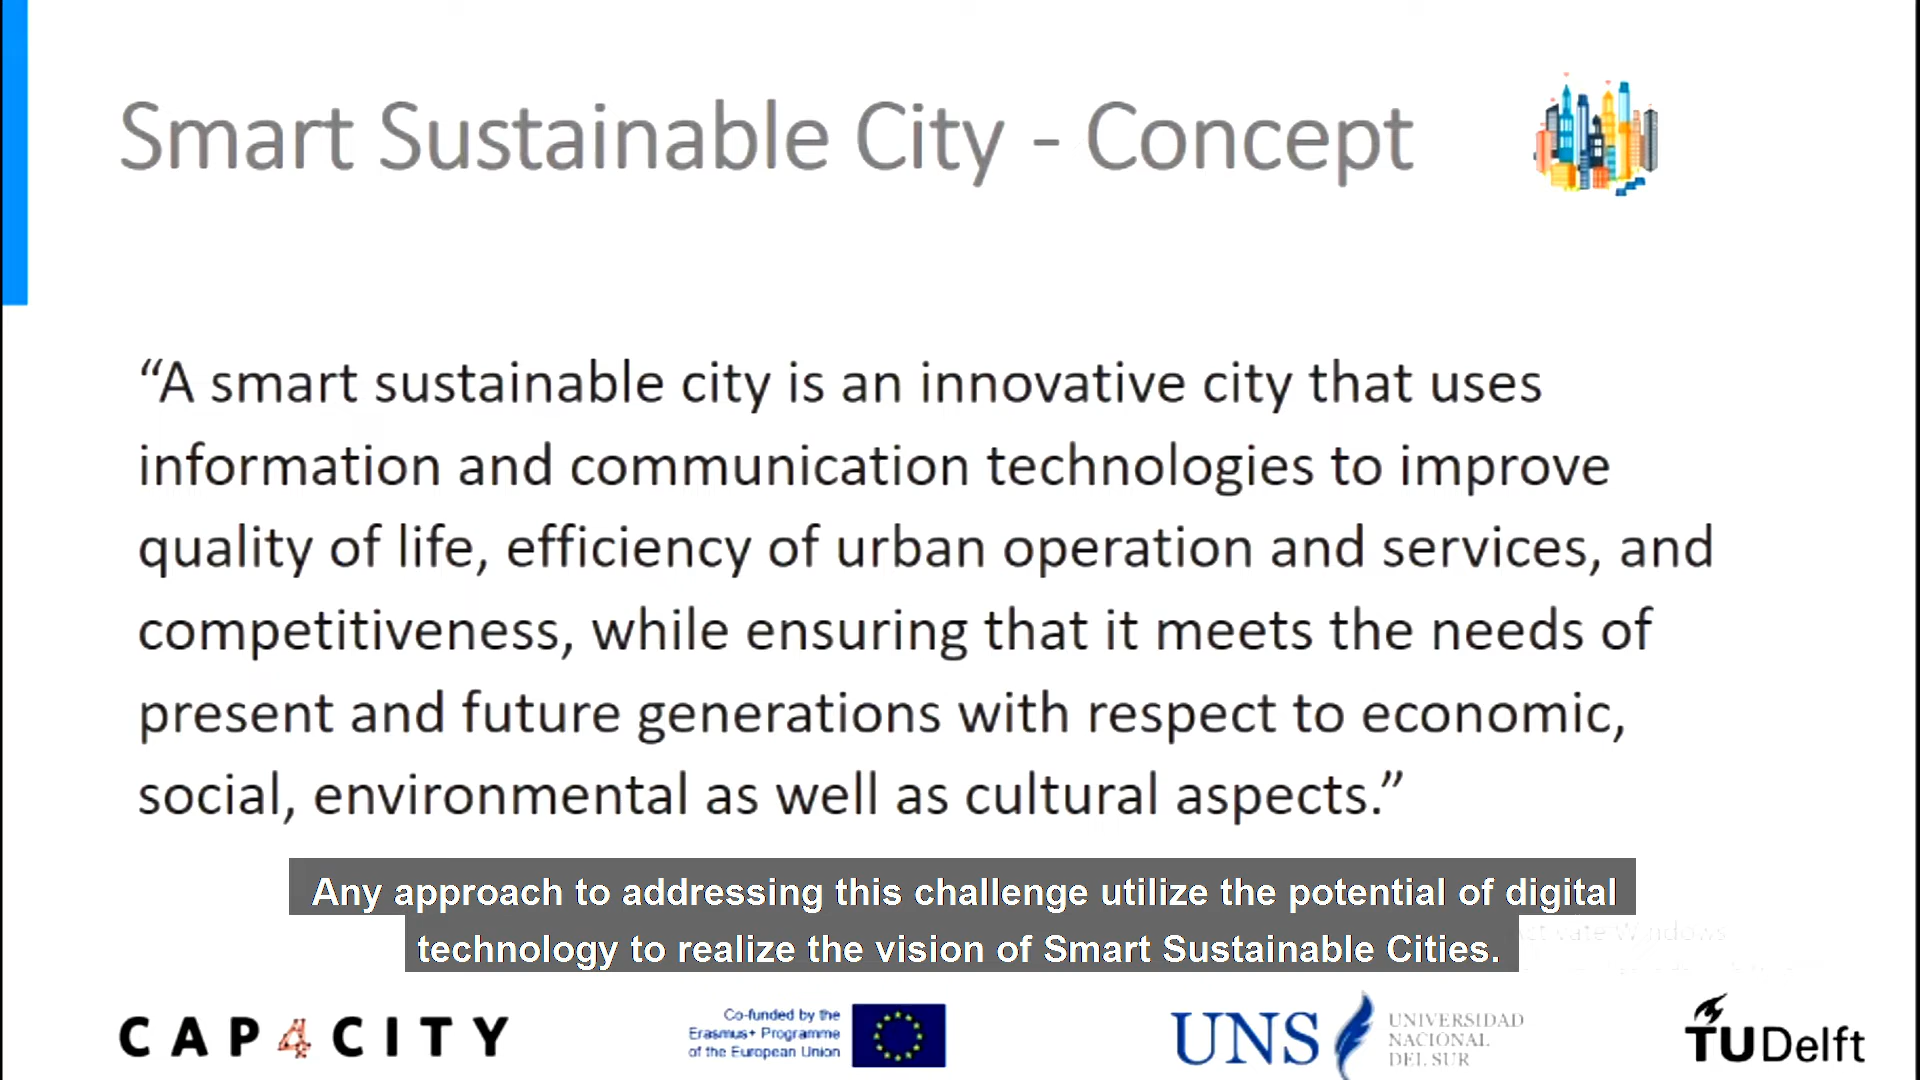 Smart Sustainable City - Concept
“A smart sustainable city is an innovative city that uses
information and communication technologies to improve
quality of life, efficiency of urban operation and services, and
competitiveness, while ensuring that it meets the needs of
present and future generations with respect to economic,
social, environmental as well as cultural aspects.”
Any approach to addressing this challenge utilize the potential of digital
technology to realize the vision of Smart Sustainable Cities.
Activate Windows
CAP4CITY
Co-funded by the
Erasmus+ Programme
of the European Union
UNS
UNIVERSIDAD
NACIONAL
DEL SUR
TUDelft